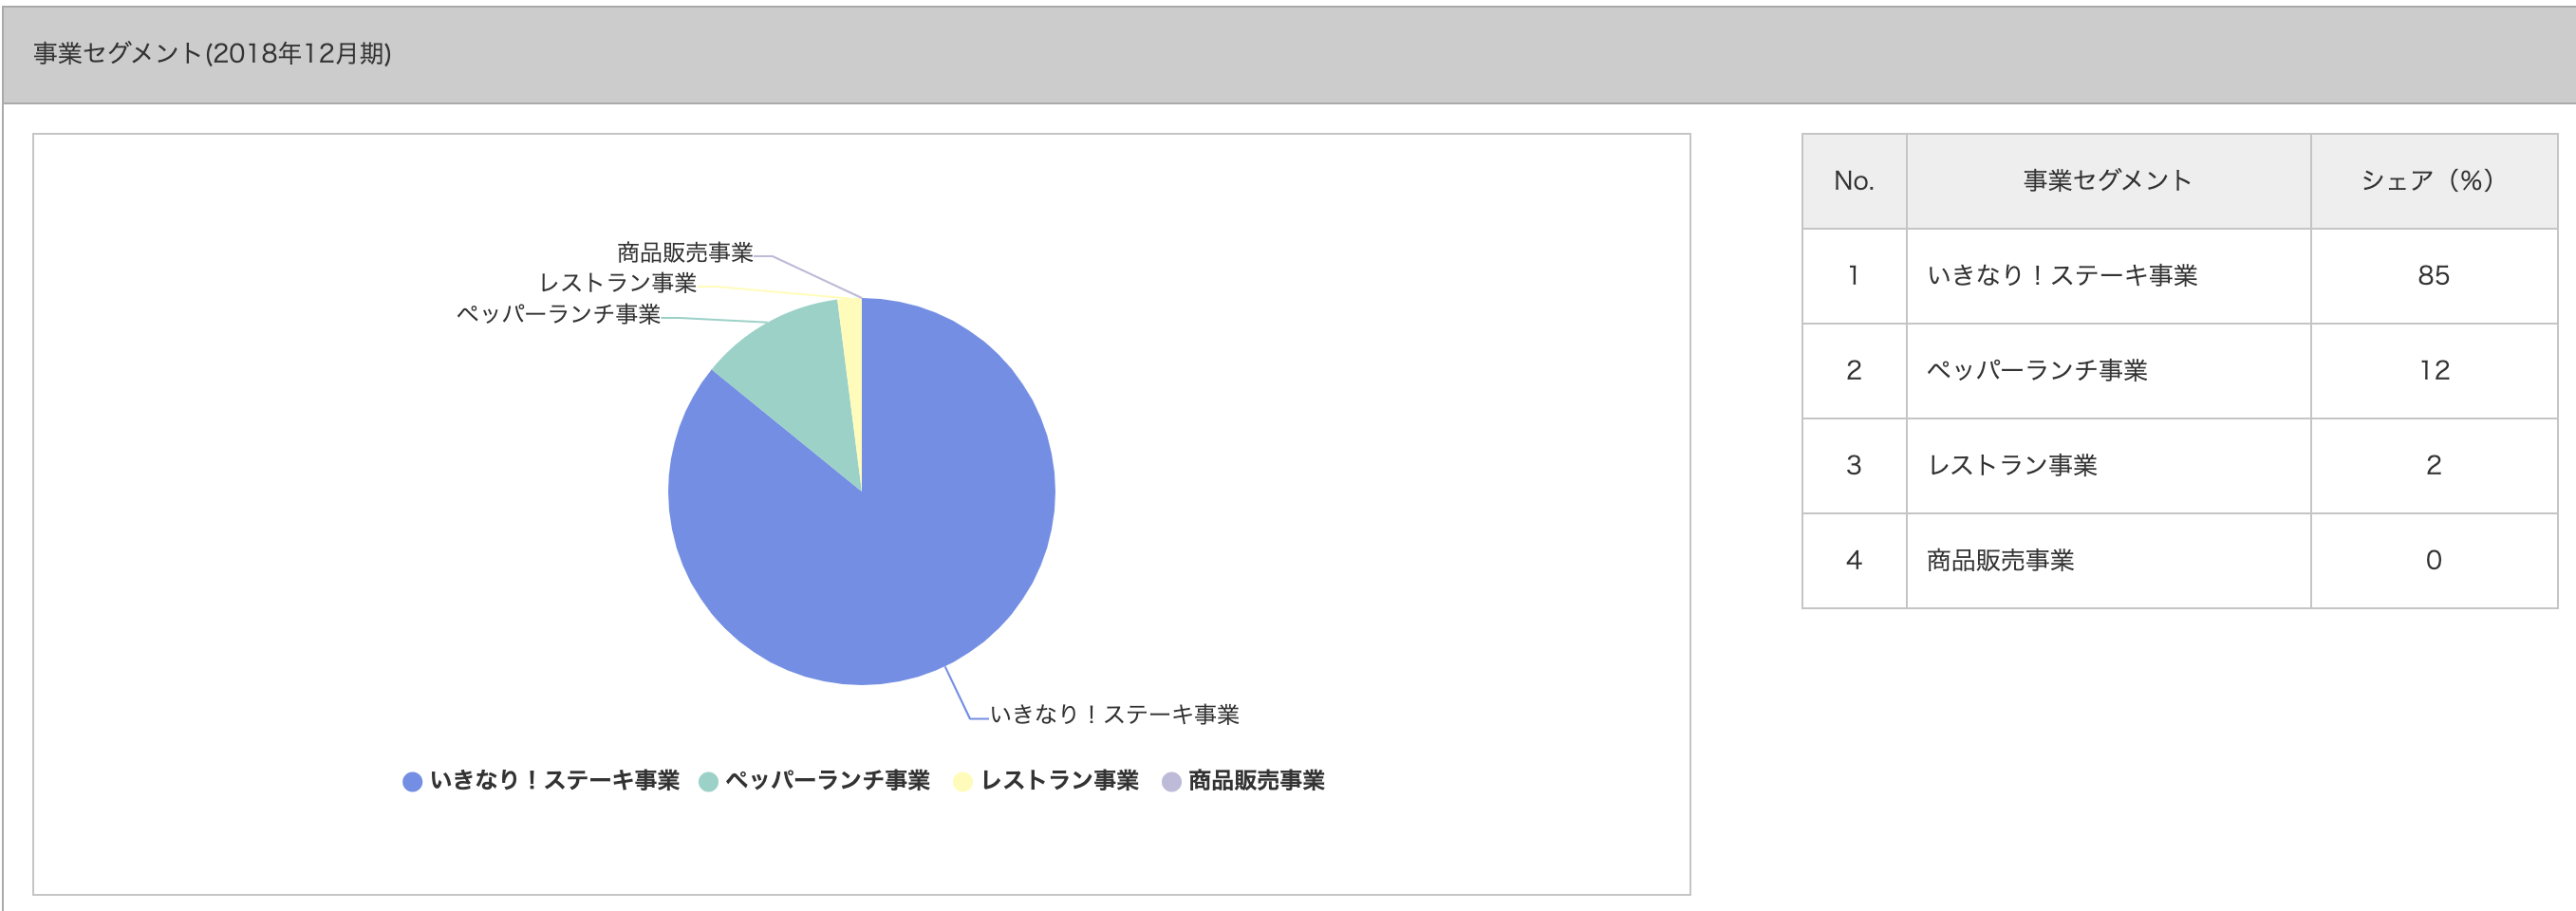 事業セグメント(2018年12月期)
商品販売事業
レストラン事業
ペッパーランチ事業
いきなり！ステーキ事業
いきなり！ステーキ事業 ペッパーランチ事業 レストラン事業 商品販売事業
No. 事業セグメント シェア（%）
1 いきなり！ステーキ事業 85
2 ペッパーランチ事業 12
3 レストラン事業 2
4 商品販売事業 0